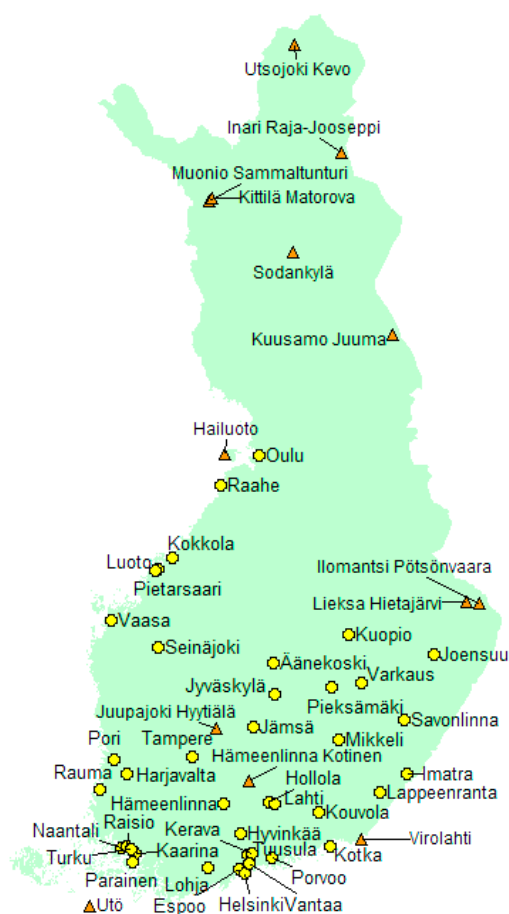 Utsojoki Kevo
Inari Raja-Jooseppi
Muonio Sammaltunturi
Kittilä Matorova
Sodankylä
Kuusamo Juuma
Hailuoto
Oulu
Raahe
Kokkola
Luoto
Pietarsaari
Ilomantsi Pötsönvaara
Lieksa Hietajärvi
Vaasa
Kuopio
Seinäjoki
Joensuu
Äänekoski
Varkaus
Jyväskylä
Pieksämäki
Juupajoki Hyytiälä
Savonlinna
Jämsä
Pori
Tampere
Mikkeli
Hämeenlinna Kotinen
Rauma
Harjavalta
Hollola
Imatra
Lappeenranta
Hämeenlinna
Lahti
Kouvola
Raisio
Naantali
Kerava
Hyvinkää
Virolahti
Turku
Kaarina
Tuusula
Kotka
Parainen
Lohja
Porvoo
Utö
Espoo
Helsinki
Vantaa